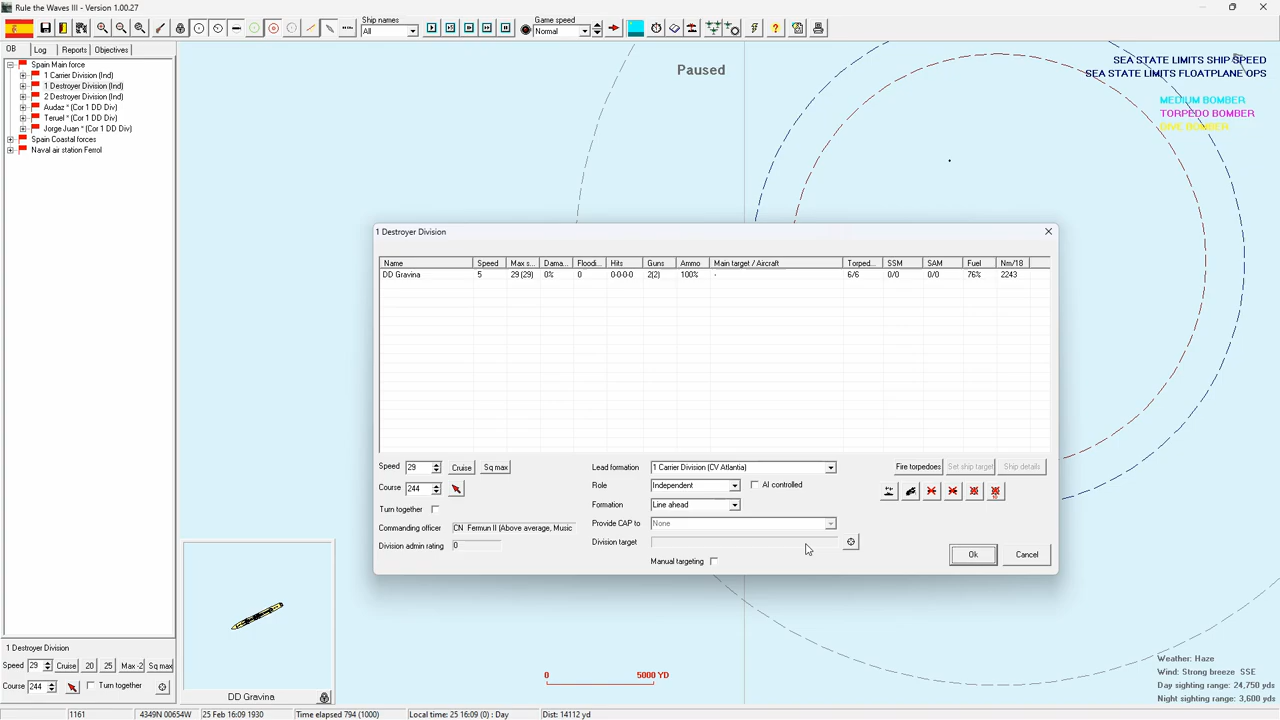 Rule the Waves III - Version 1.00.27
Ship names
All
Game speed
Normal
OB Log Reports Objectives
Spain Main force
1 Carrier Division (Ind)
1 Destroyer Division (Ind)
2 Destroyer Division (Ind)
Audaz * (Cor 1 DD Div)
Teruel * (Cor 1 DD Div)
Jorge Juan * (Cor 1 DD Div)
Spain Coastal forces
Naval air station Ferrol
Paused
SEA STATE LIMITS SHIP SPEED
SEA STATE LIMITS FLOATPLANE OPS
MEDIUM BOMBER
TORPEDO BOMBER
DIVE BOMBER
1 Destroyer Division
Name Speed Max s... Dama... Floodi... Hits Guns Ammo Main target / Aircraft Torped... SSM SAM Fuel Nm/18
DD Gravina 5 29 (29) 0% 0 0-0-0-0 2(2) 100% - 6/6 0/0 0/0 76% 2243
Speed 29 Cruise Sq max
Course 244
Turn together
Commanding officer CN Fermun II (Above average, Music
Division admin rating 0
Lead formation 1 Carrier Division (CV Atlantia)
Role Independent AI controlled
Formation Line ahead
Provide CAP to None
Division target
Manual targeting
Fire torpedoes Set ship target Ship details
Ok Cancel
DD Gravina
1 Destroyer Division
Speed 29 Cruise 20 25 Max -2 Sq max
Course 244 Turn together
0 5000 YD
Weather: Haze
Wind: Strong breeze SSE
Day sighting range: 24,750 yds
Night sighting range: 3,600 yds
1161 4349N 00654W 25 Feb 16:09 1930 Time elapsed 794 (1000) Local time: 25 16:09 (0) : Day Dist: 14112 yd